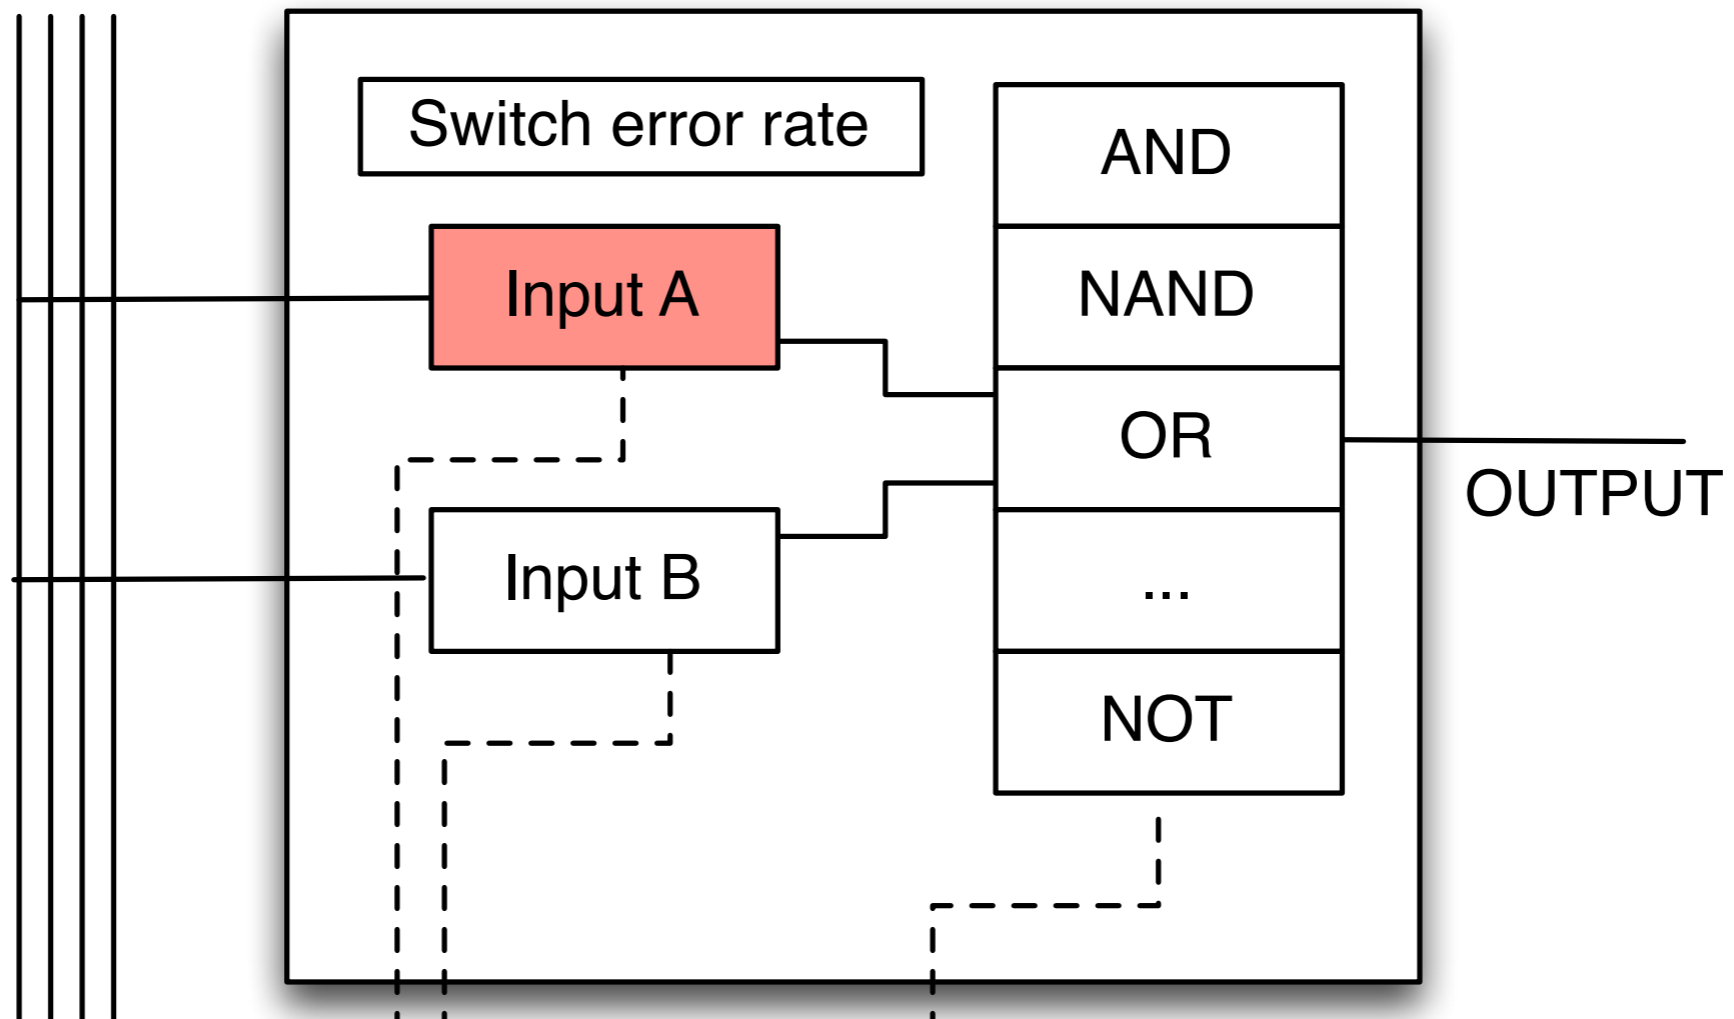 Switch error rate
AND
Input A
NAND
OR
OUTPUT
Input B
...
NOT